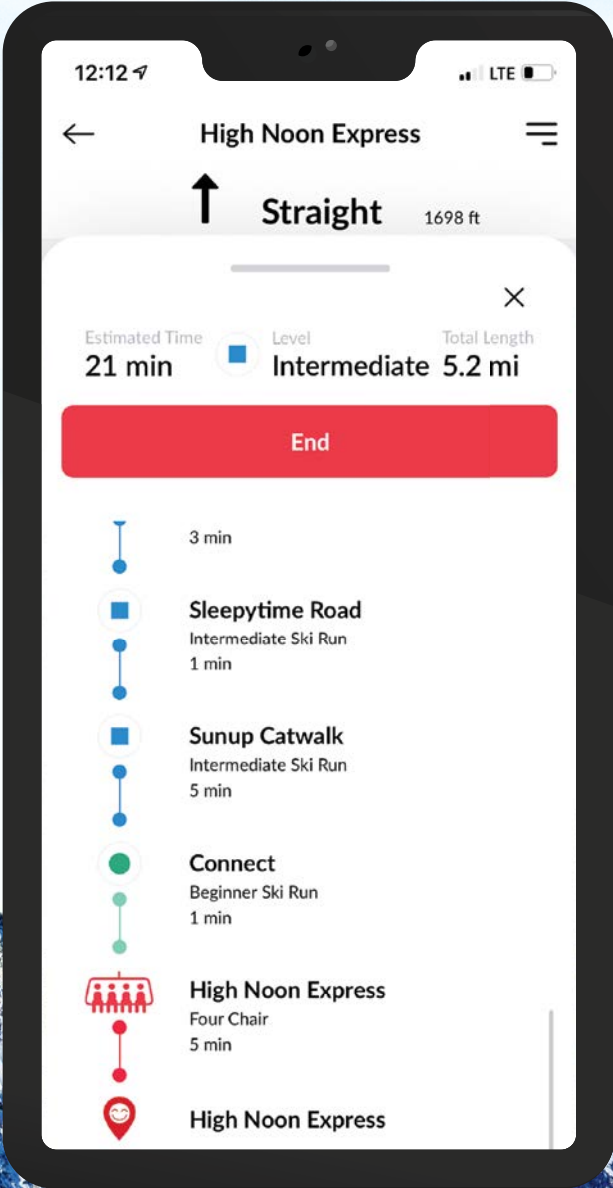 12:12
LTE
High Noon Express
Straight 1698 ft
Estimated Time Level Total Length
21 min Intermediate 5.2 mi
End
3 min
Sleepytime Road
Intermediate Ski Run
1 min
Sunup Catwalk
Intermediate Ski Run
5 min
Connect
Beginner Ski Run
1 min
High Noon Express
Four Chair
5 min
High Noon Express